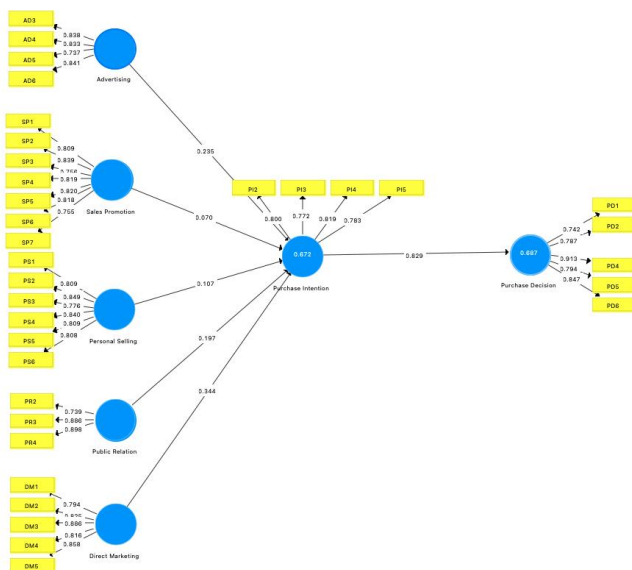 AD3
AD4
AD5
AD6
0.838
0.833
0.737
0.841
Advertising
SP1
SP2
SP3
SP4
SP5
SP6
SP7
0.809
0.839
0.819
0.820
0.818
0.755
Sales Promotion
PS1
PS2
PS3
PS4
PS5
PS6
0.809
0.849
0.776
0.840
0.809
0.808
Personal Selling
PR2
PR3
PR4
0.739
0.886
0.898
Public Relation
DM1
DM2
DM3
DM4
DM5
0.794
0.886
0.816
0.858
Direct Marketing
0.235
0.070
0.107
0.197
0.344
PI2
PI3
PI4
PI5
0.800
0.772
0.819
0.783
0.672
Purchase Intention
0.829
0.687
Purchase Decision
0.742
0.787
0.913
0.794
0.847
PD1
PD2
PD4
PD5
PD6